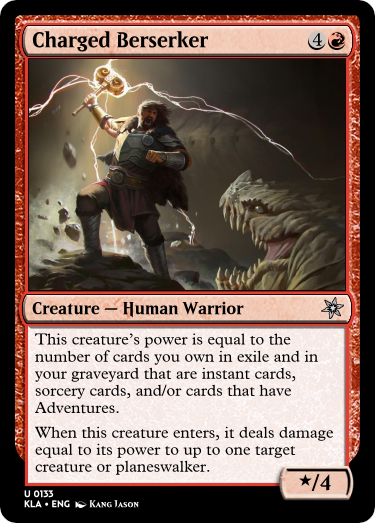 Charged Berserker 4
Creature — Human Warrior
This creature's power is equal to the
number of cards you own in exile and in
your graveyard that are instant cards,
sorcery cards, and/or cards that have
Adventures.
When this creature enters, it deals damage
equal to its power to up to one target
creature or planeswalker.
★/4
U 0133
KLA • ENG Kang Jason